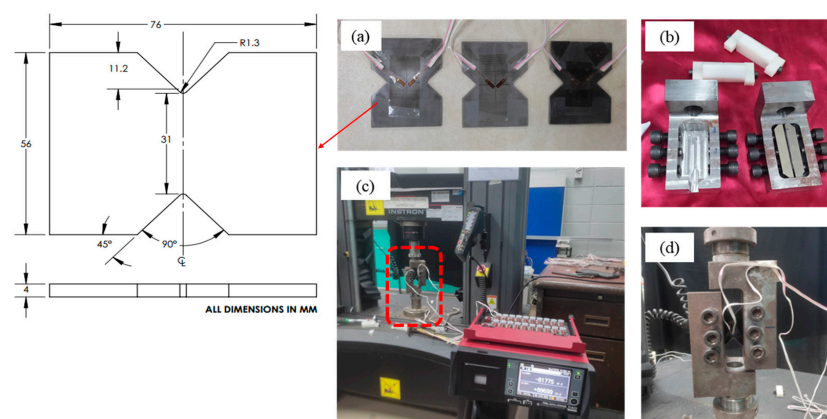 76
R1.3
11.2
56
31
45°
90°
℄
4
ALL DIMENSIONS IN MM
(a)
(b)
(c)
INSTRON
(d)